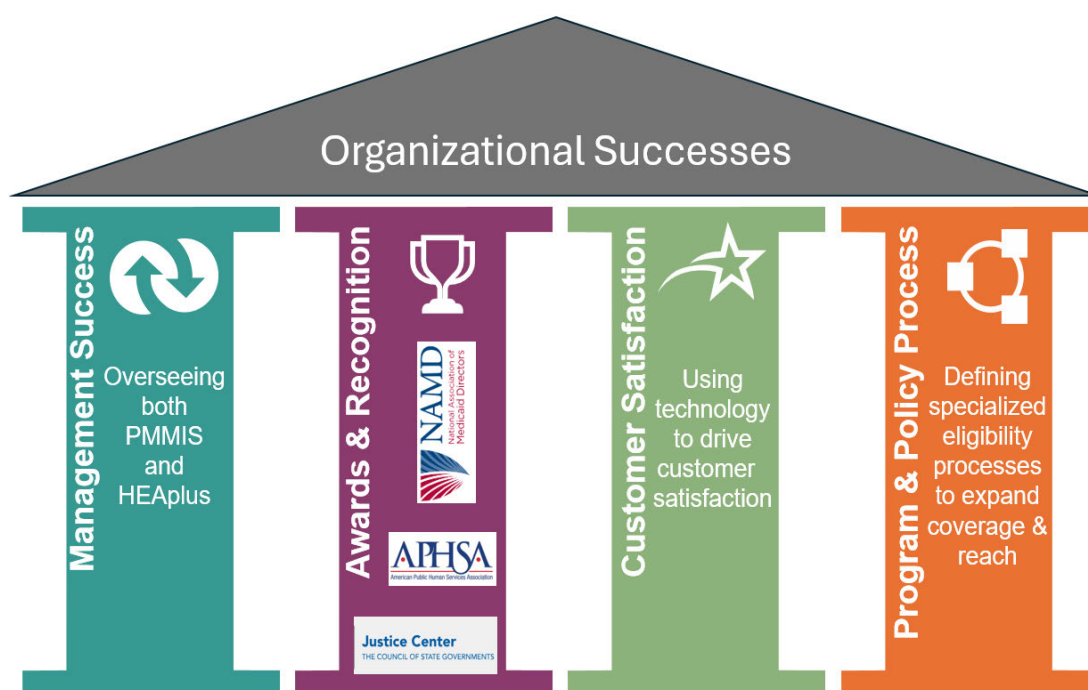 Organizational Successes
Management Success
Overseeing
both
PMMIS
and
HEAplus
Awards & Recognition
NAMD
National Association of
Medicaid Directors
APHSA
American Public Human Services Association
Justice Center
THE COUNCIL OF STATE GOVERNMENTS
Customer Satisfaction
Using
technology
to drive
customer
satisfaction
Program & Policy Process
Defining
specialized
eligibility
processes
to expand
coverage &
reach